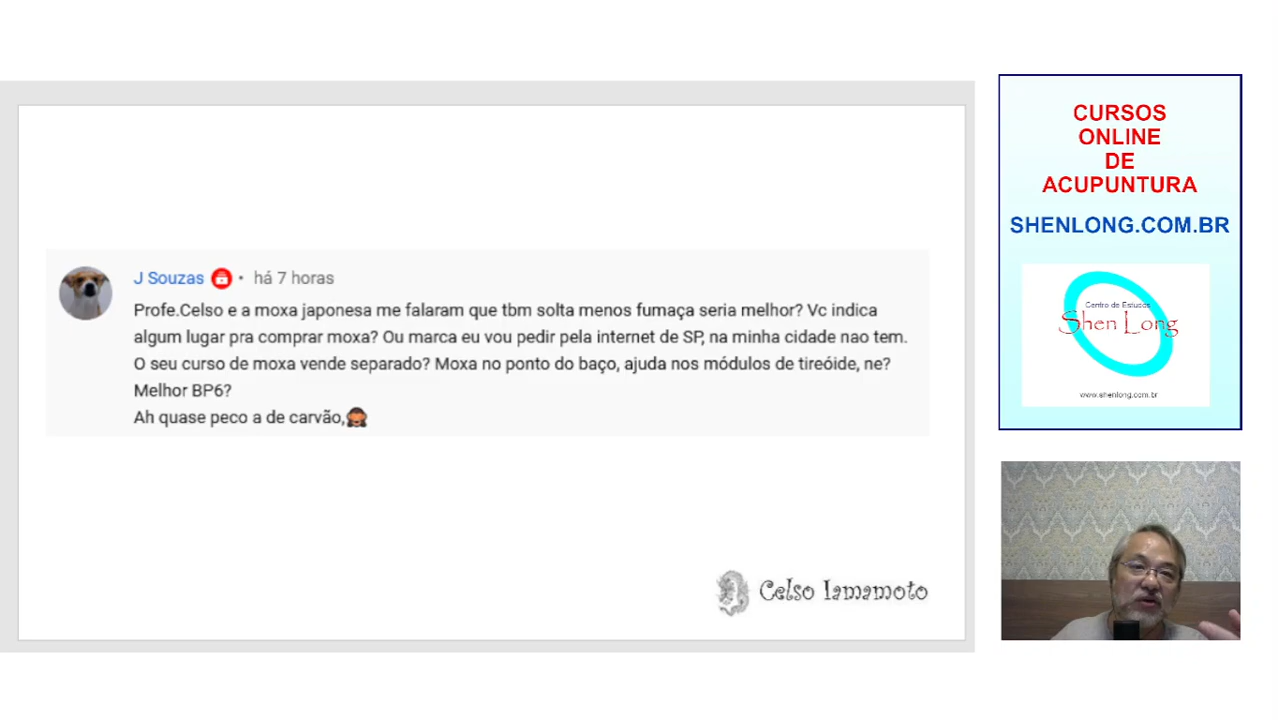 J Souzas • há 7 horas
Profe.Celso e a moxa japonesa me falaram que tbm solta menos fumaça seria melhor? Vc indica
algum lugar pra comprar moxa? Ou marca eu vou pedir pela internet de SP, na minha cidade nao tem.
O seu curso de moxa vende separado? Moxa no ponto do baço, ajuda nos módulos de tireóide, ne?
Melhor BP6?
Ah quase peco a de carvão,🙈
Celso Iamamoto
CURSOS
ONLINE
DE
ACUPUNTURA
SHENLONG.COM.BR
Centro de Estudos
Shen Long
www.shenlong.com.br